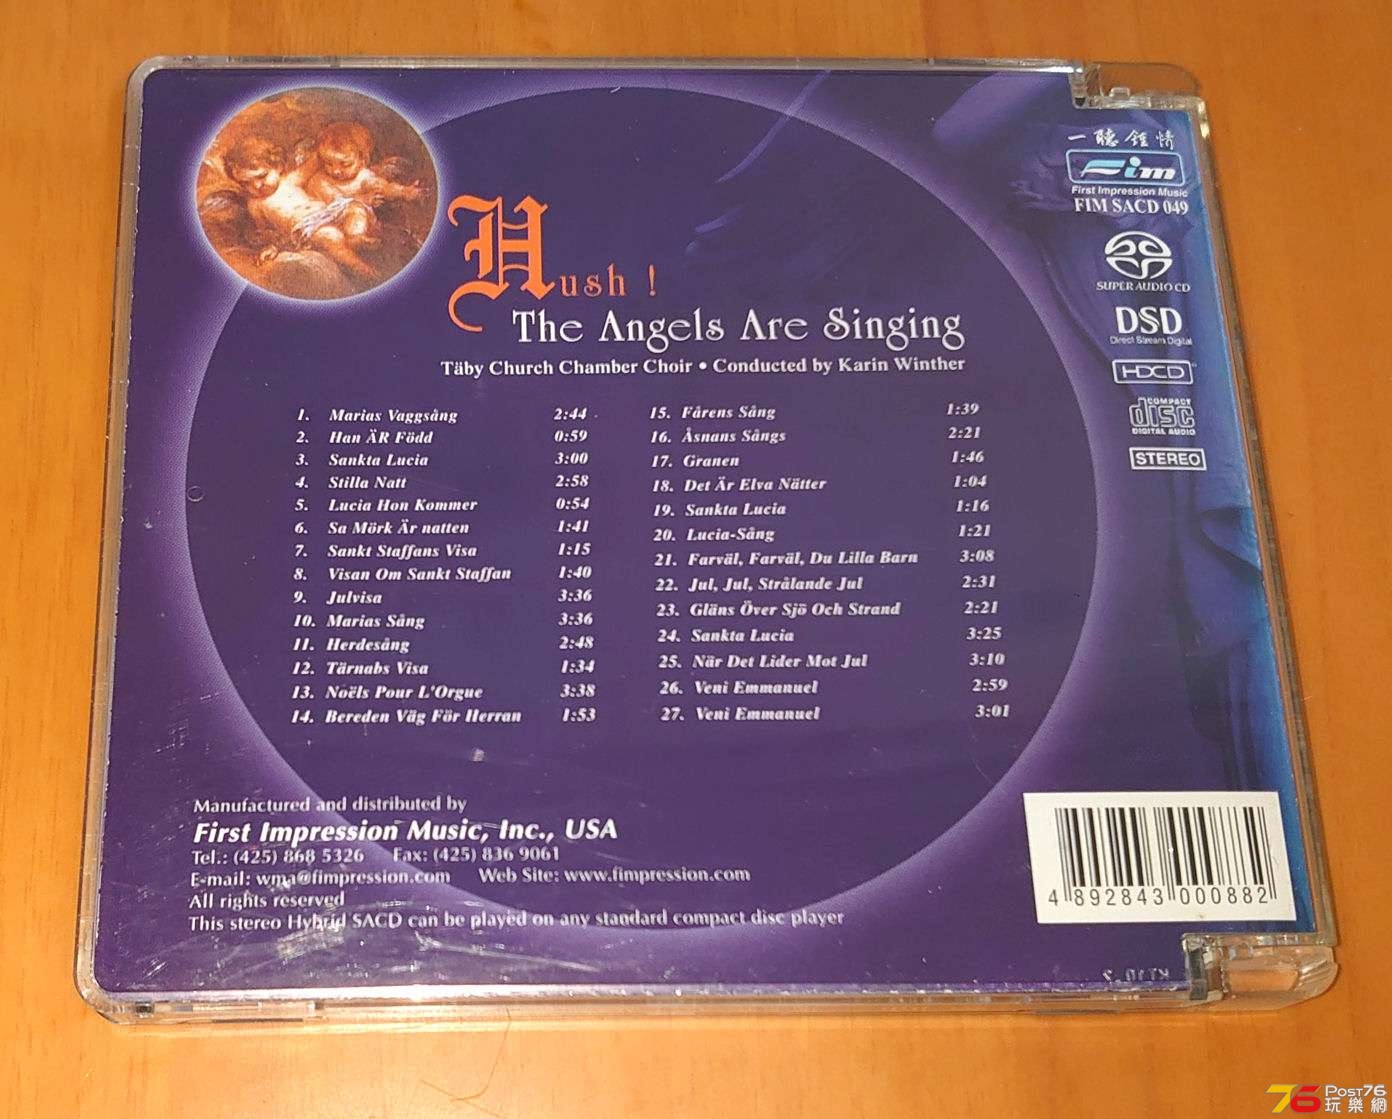 一聽鍾情
Fim
First Impression Music
FIM SACD 049
SUPER AUDIO CD
DSD
Direct Stream Digital
HDCD
COMPACT
disc
DIGITAL AUDIO
STEREO
Hush !
The Angels Are Singing
Täby Church Chamber Choir • Conducted by Karin Winther
1. Marias Vaggsång 2:44
2. Han ÄR Född 0:59
3. Sankta Lucia 3:00
4. Stilla Natt 2:58
5. Lucia Hon Kommer 0:54
6. Sa Mörk Är natten 1:41
7. Sankt Staffans Visa 1:15
8. Visan Om Sankt Staffan 1:40
9. Julvisa 3:36
10. Marias Sång 3:36
11. Herdesång 2:48
12. Tärnabs Visa 1:34
13. Noëls Pour L'Orgue 3:38
14. Bereden Väg För Herran 1:53
15. Fårens Sång 1:39
16. Åsnans Sångs 2:21
17. Granen 1:46
18. Det Är Elva Nätter 1:04
19. Sankta Lucia 1:16
20. Lucia-Sång 1:21
21. Farväl, Farväl, Du Lilla Barn 3:08
22. Jul, Jul, Strålande Jul 2:31
23. Gläns Över Sjö Och Strand 2:21
24. Sankta Lucia 3:25
25. När Det Lider Mot Jul 3:10
26. Veni Emmanuel 2:59
27. Veni Emmanuel 3:01
Manufactured and distributed by
First Impression Music, Inc., USA
Tel.: (425) 868 5326 Fax: (425) 836 9061
E-mail: wma@fimpression.com Web Site: www.fimpression.com
All rights reserved
This stereo Hybrid SACD can be played on any standard compact disc player
4 892843 000882
76 POST76
玩樂網